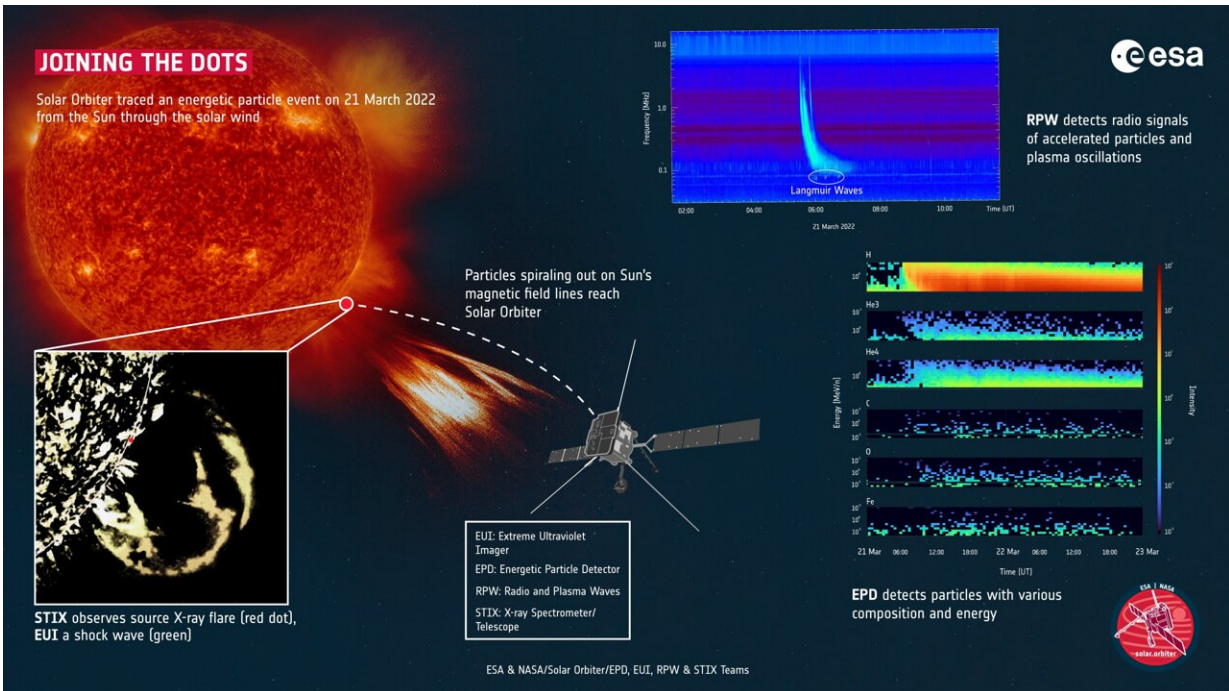 JOINING THE DOTS
Solar Orbiter traced an energetic particle event on 21 March 2022
from the Sun through the solar wind
esa
10.0
1.0
0.1
Frequency [MHz]
Langmuir Waves
02:00 04:00 06:00 08:00 10:00 Time [UT]
21 March 2022
RPW detects radio signals
of accelerated particles and
plasma oscillations
Particles spiraling out on Sun's
magnetic field lines reach
Solar Orbiter
H
He3
He4
C
O
Fe
Energy [MeV/n]
Intensity
21 Mar 06:00 12:00 18:00 22 Mar 06:00 12:00 18:00 23 Mar
Time [UT]
EPD detects particles with various
composition and energy
EUI: Extreme Ultraviolet
Imager
EPD: Energetic Particle Detector
RPW: Radio and Plasma Waves
STIX: X-ray Spectrometer/
Telescope
STIX observes source X-ray flare (red dot),
EUI a shock wave (green)
ESA | NASA
solar orbiter
ESA & NASA/Solar Orbiter/EPD, EUI, RPW & STIX Teams